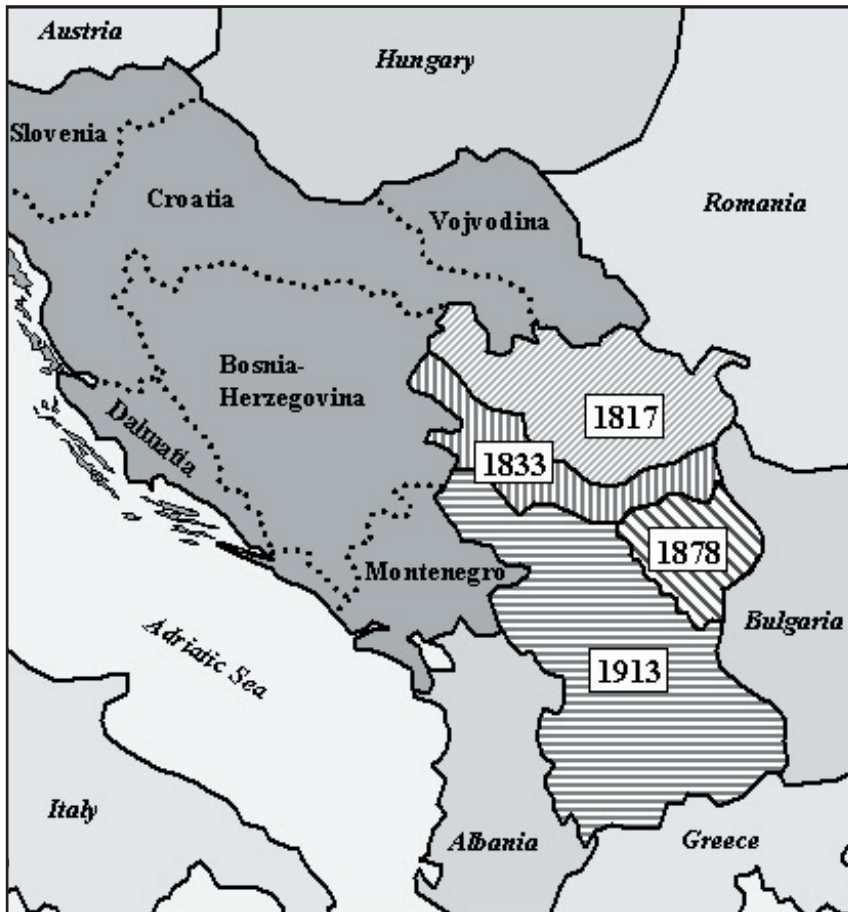 Austria
Hungary
Slovenia
Croatia
Vojvodina
Romania
Bosnia-
Herzegovina
Dalmatia
1817
1833
1878
Montenegro
Bulgaria
Adriatic Sea
1913
Italy
Albania
Greece